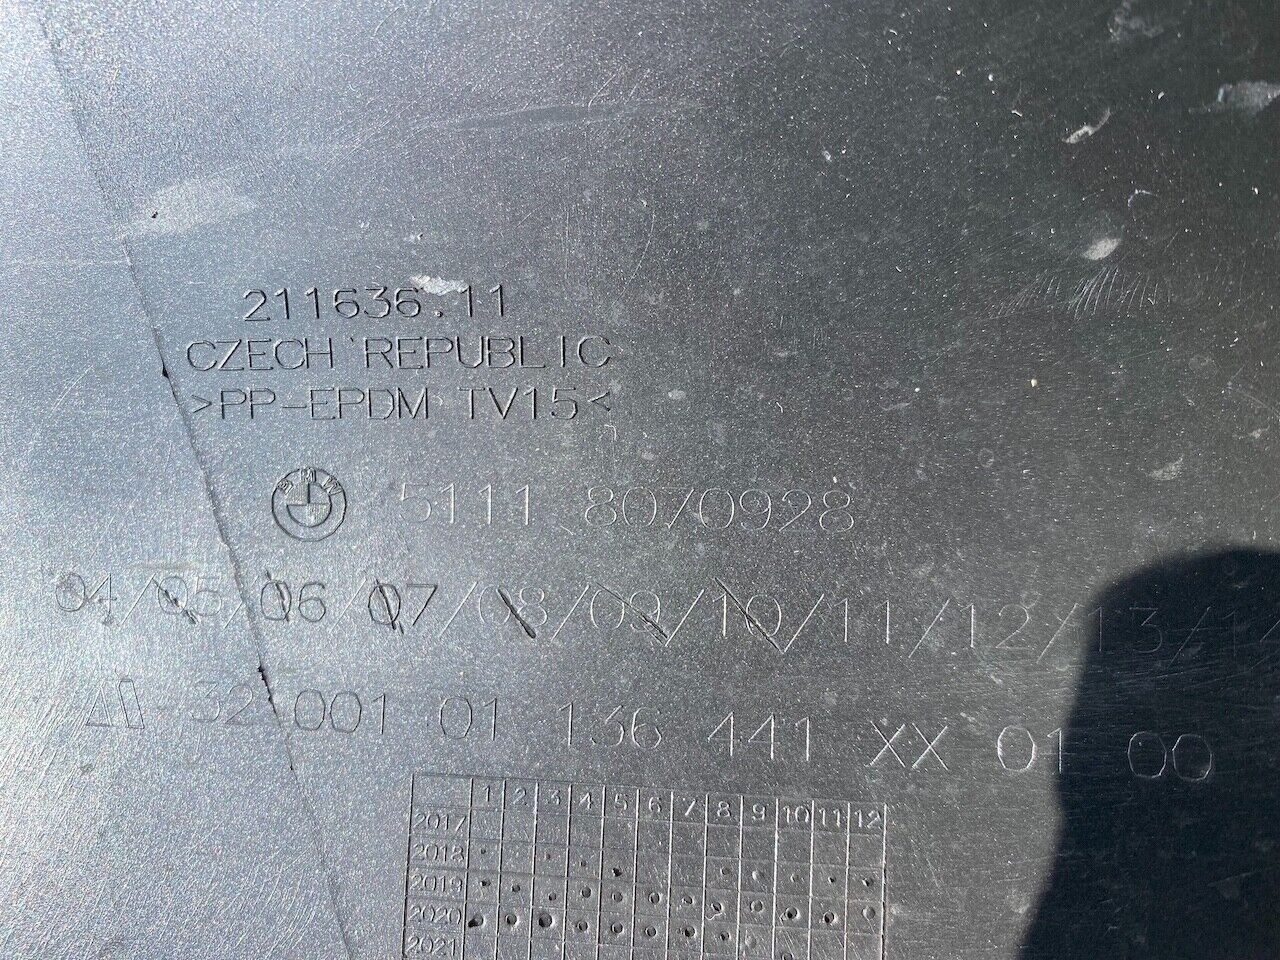 211636.11
CZECH REPUBLIC
>PP-EPDM TV15<
BMW 5111 8070928
04/05/06/07/08/09/10/11/12/13/
32.001 01 136 441 XX 01 00
1 2 3 4 5 6 7 8 9 10 11 12
2017
2018
2019
2020
2021